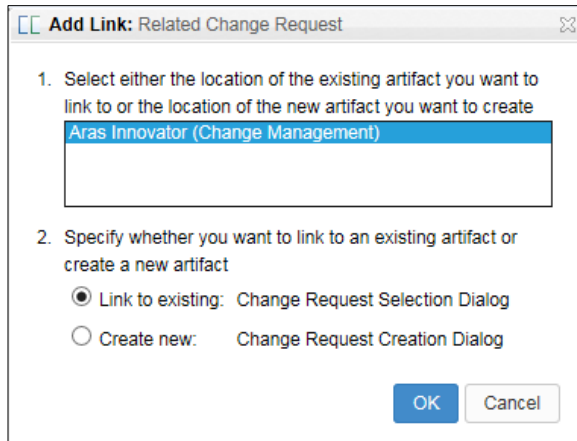 Add Link: Related Change Request
1. Select either the location of the existing artifact you want to
link to or the location of the new artifact you want to create
Aras Innovator (Change Management)
2. Specify whether you want to link to an existing artifact or
create a new artifact
Link to existing: Change Request Selection Dialog
Create new: Change Request Creation Dialog
OK Cancel